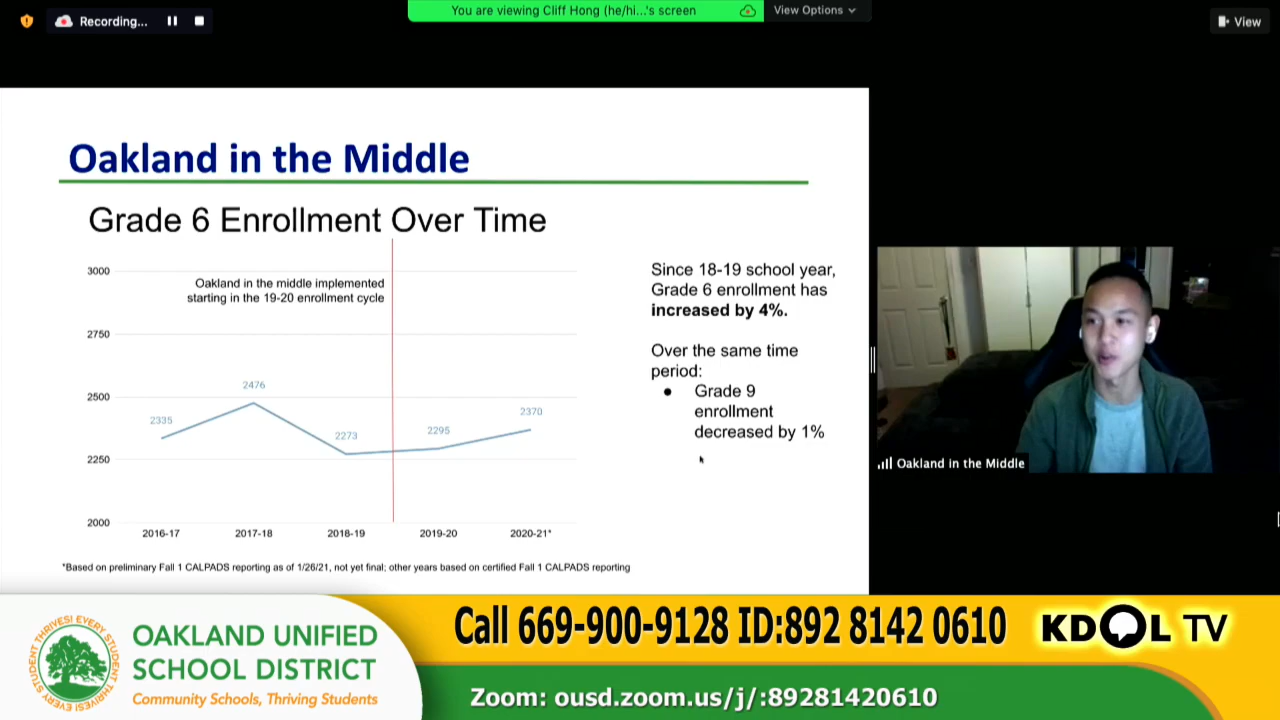 Recording...
You are viewing Cliff Hong (he/hi...'s screen
View Options
View
Oakland in the Middle
Grade 6 Enrollment Over Time
3000
2750
2500
2250
2000
Oakland in the middle implemented
starting in the 19-20 enrollment cycle
2335
2476
2273
2295
2370
2016-17
2017-18
2018-19
2019-20
2020-21*
*Based on preliminary Fall 1 CALPADS reporting as of 1/26/21, not yet final; other years based on certified Fall 1 CALPADS reporting
Since 18-19 school year,
Grade 6 enrollment has
increased by 4%.
Over the same time
period:
● Grade 9
enrollment
decreased by 1%
Oakland in the Middle
EVERY STUDENT THRIVES! EVERY STUDENT THRIVES!
OAKLAND UNIFIED
SCHOOL DISTRICT
Community Schools, Thriving Students
Call 669-900-9128 ID:892 8142 0610
KDOL TV
Zoom: ousd.zoom.us/j/:89281420610